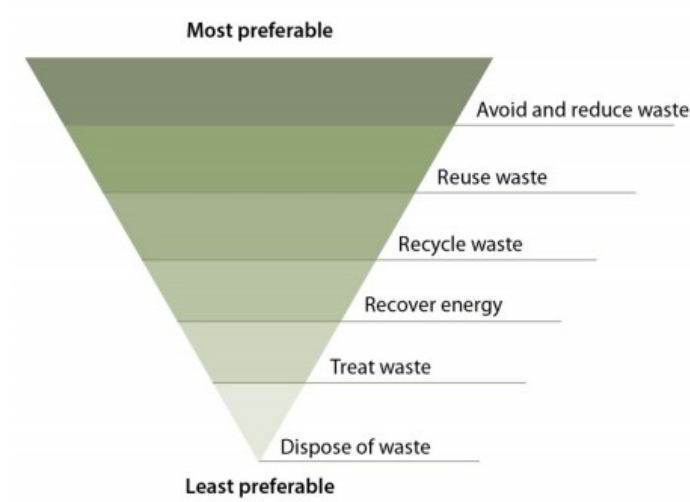 Most preferable
Avoid and reduce waste
Reuse waste
Recycle waste
Recover energy
Treat waste
Dispose of waste
Least preferable